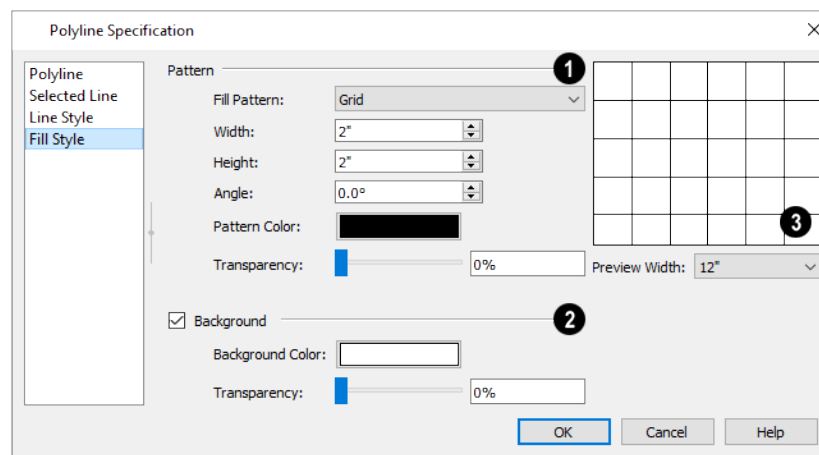 Polyline Specification
Polyline
Selected Line
Line Style
Fill Style
Pattern
1
Fill Pattern: Grid
Width: 2"
Height: 2"
Angle: 0.0°
Pattern Color:
Transparency: 0%
3
Preview Width: 12"
Background
2
Background Color:
Transparency: 0%
OK Cancel Help